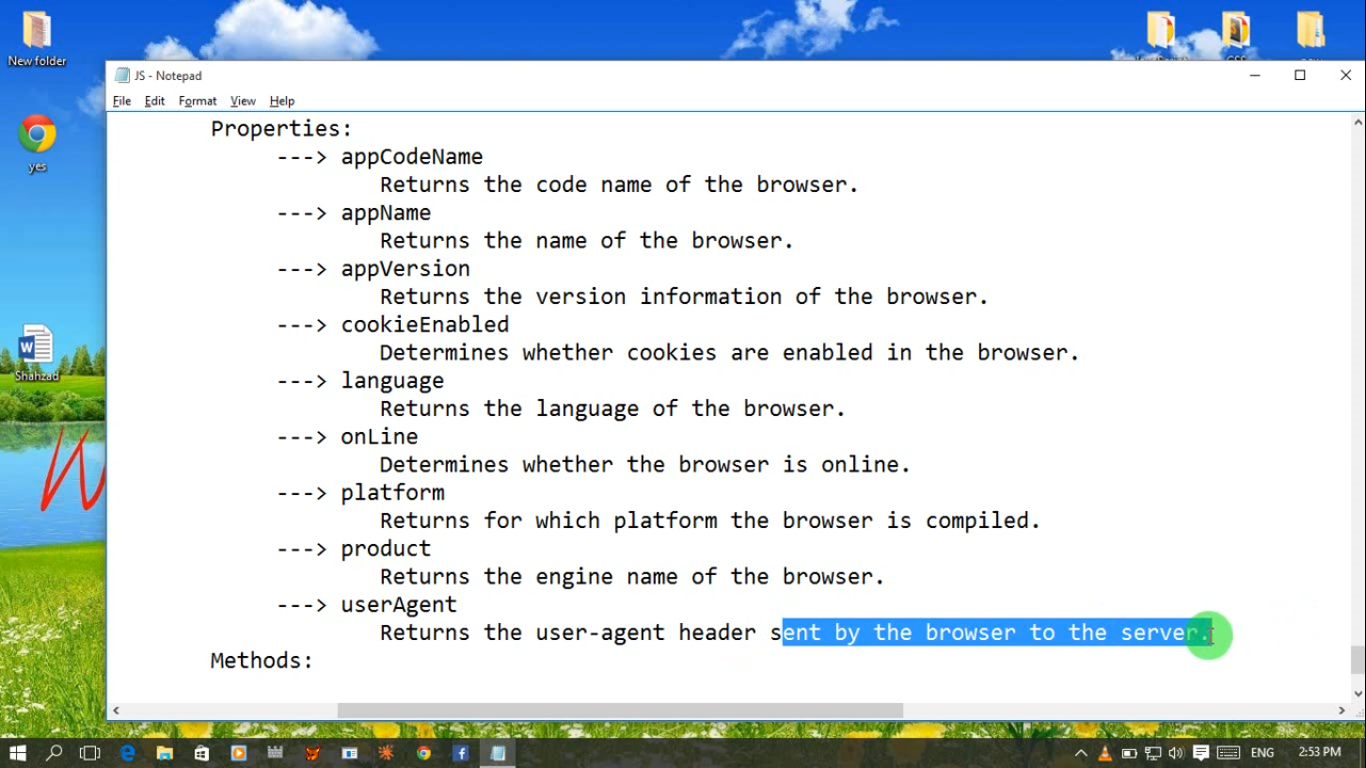 New folder
yes
Shahzad
JS - Notepad
File Edit Format View Help
Properties:
---> appCodeName
Returns the code name of the browser.
---> appName
Returns the name of the browser.
---> appVersion
Returns the version information of the browser.
---> cookieEnabled
Determines whether cookies are enabled in the browser.
---> language
Returns the language of the browser.
---> onLine
Determines whether the browser is online.
---> platform
Returns for which platform the browser is compiled.
---> product
Returns the engine name of the browser.
---> userAgent
Returns the user-agent header sent by the browser to the server.
Methods:
ENG
2:53 PM